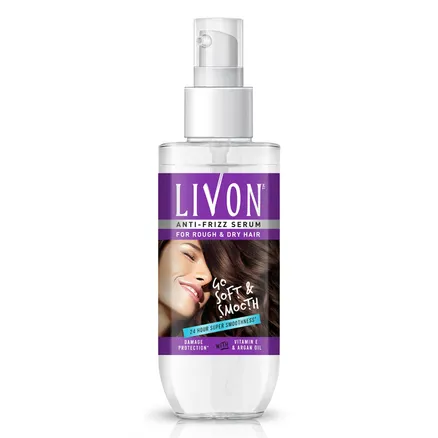 LIVON®
ANTI-FRIZZ SERUM
FOR ROUGH & DRY HAIR
GO
SOFT &
SMOOTH
24 HOUR SUPER SMOOTHNESS*
DAMAGE
PROTECTION*
WITH
VITAMIN E
& ARGAN OIL